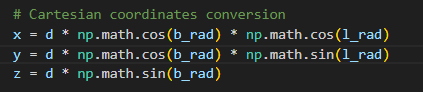 # Cartesian coordinates conversion
x = d * np.math.cos(b_rad) * np.math.cos(l_rad)
y = d * np.math.cos(b_rad) * np.math.sin(l_rad)
z = d * np.math.sin(b_rad)